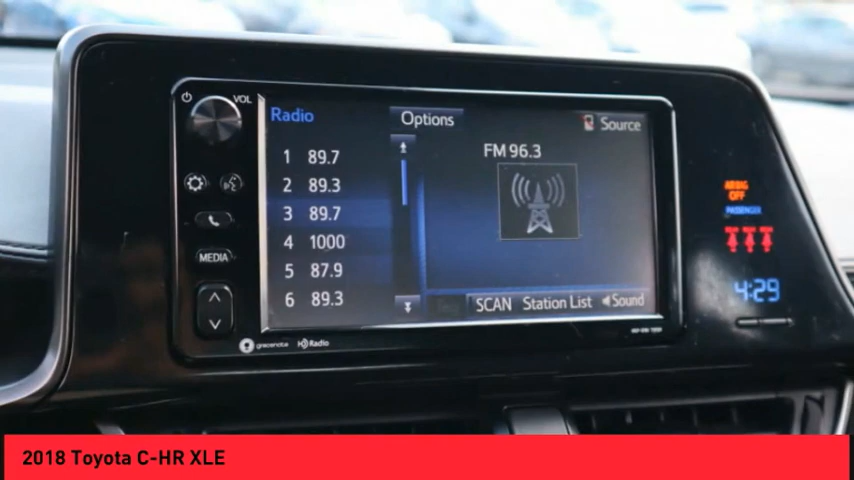 VOL
Radio
Options
Source
1 89.7
FM 96.3
2 89.3
3 89.7
4 1000
5 87.9
6 89.3
MEDIA
SCAN Station List Sound
gracenote HD Radio
AIRBAG
OFF
PASSENGER
4:29
2018 Toyota C-HR XLE